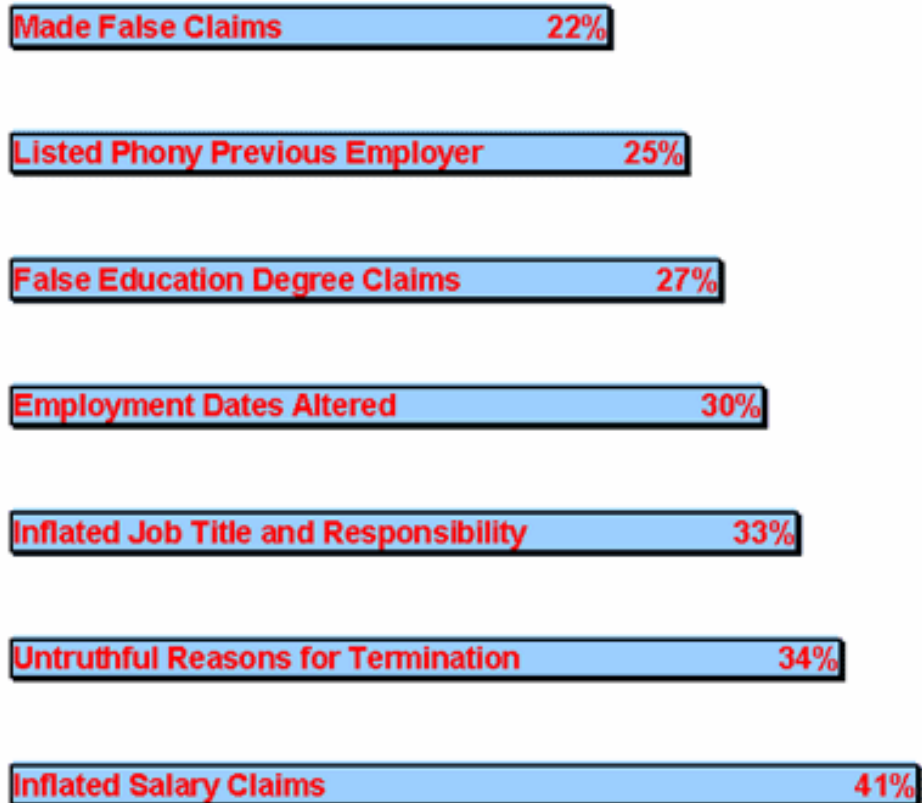 Made False Claims 22%
Listed Phony Previous Employer 25%
False Education Degree Claims 27%
Employment Dates Altered 30%
Inflated Job Title and Responsibility 33%
Untruthful Reasons for Termination 34%
Inflated Salary Claims 41%